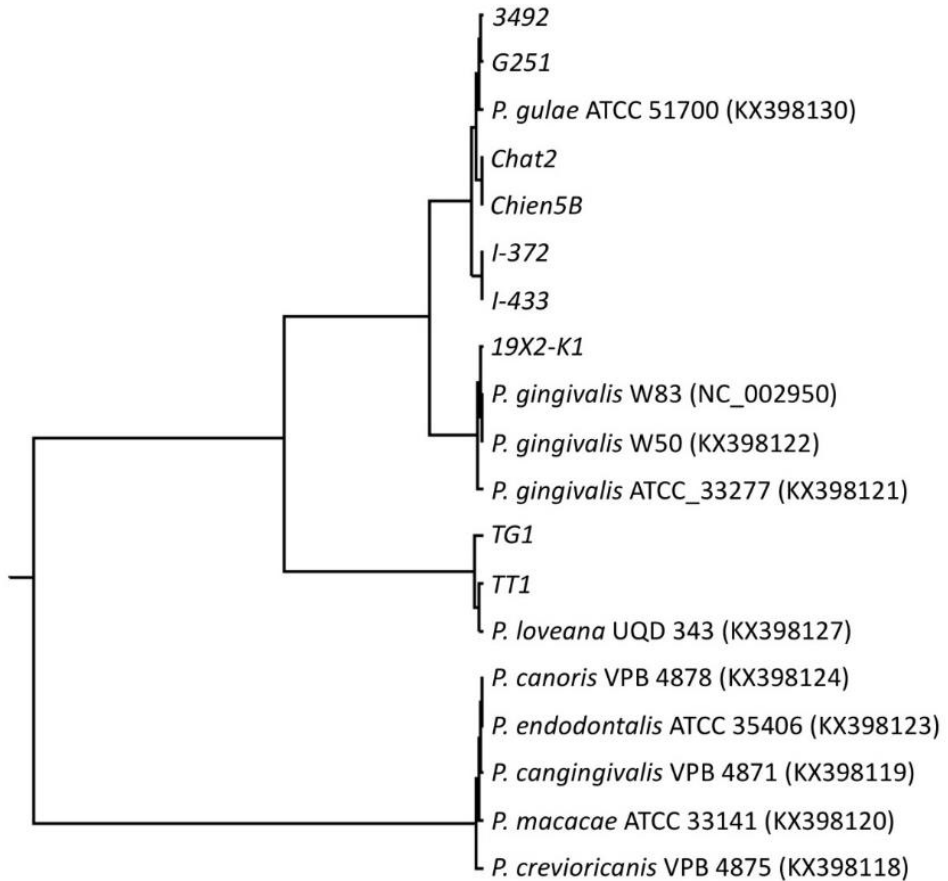 3492
G251
P. gulae ATCC 51700 (KX398130)
Chat2
Chien5B
I-372
I-433
19X2-K1
P. gingivalis W83 (NC_002950)
P. gingivalis W50 (KX398122)
P. gingivalis ATCC_33277 (KX398121)
TG1
TT1
P. loveana UQD 343 (KX398127)
P. canoris VPB 4878 (KX398124)
P. endodontalis ATCC 35406 (KX398123)
P. cangingivalis VPB 4871 (KX398119)
P. macacae ATCC 33141 (KX398120)
P. crevioricanis VPB 4875 (KX398118)